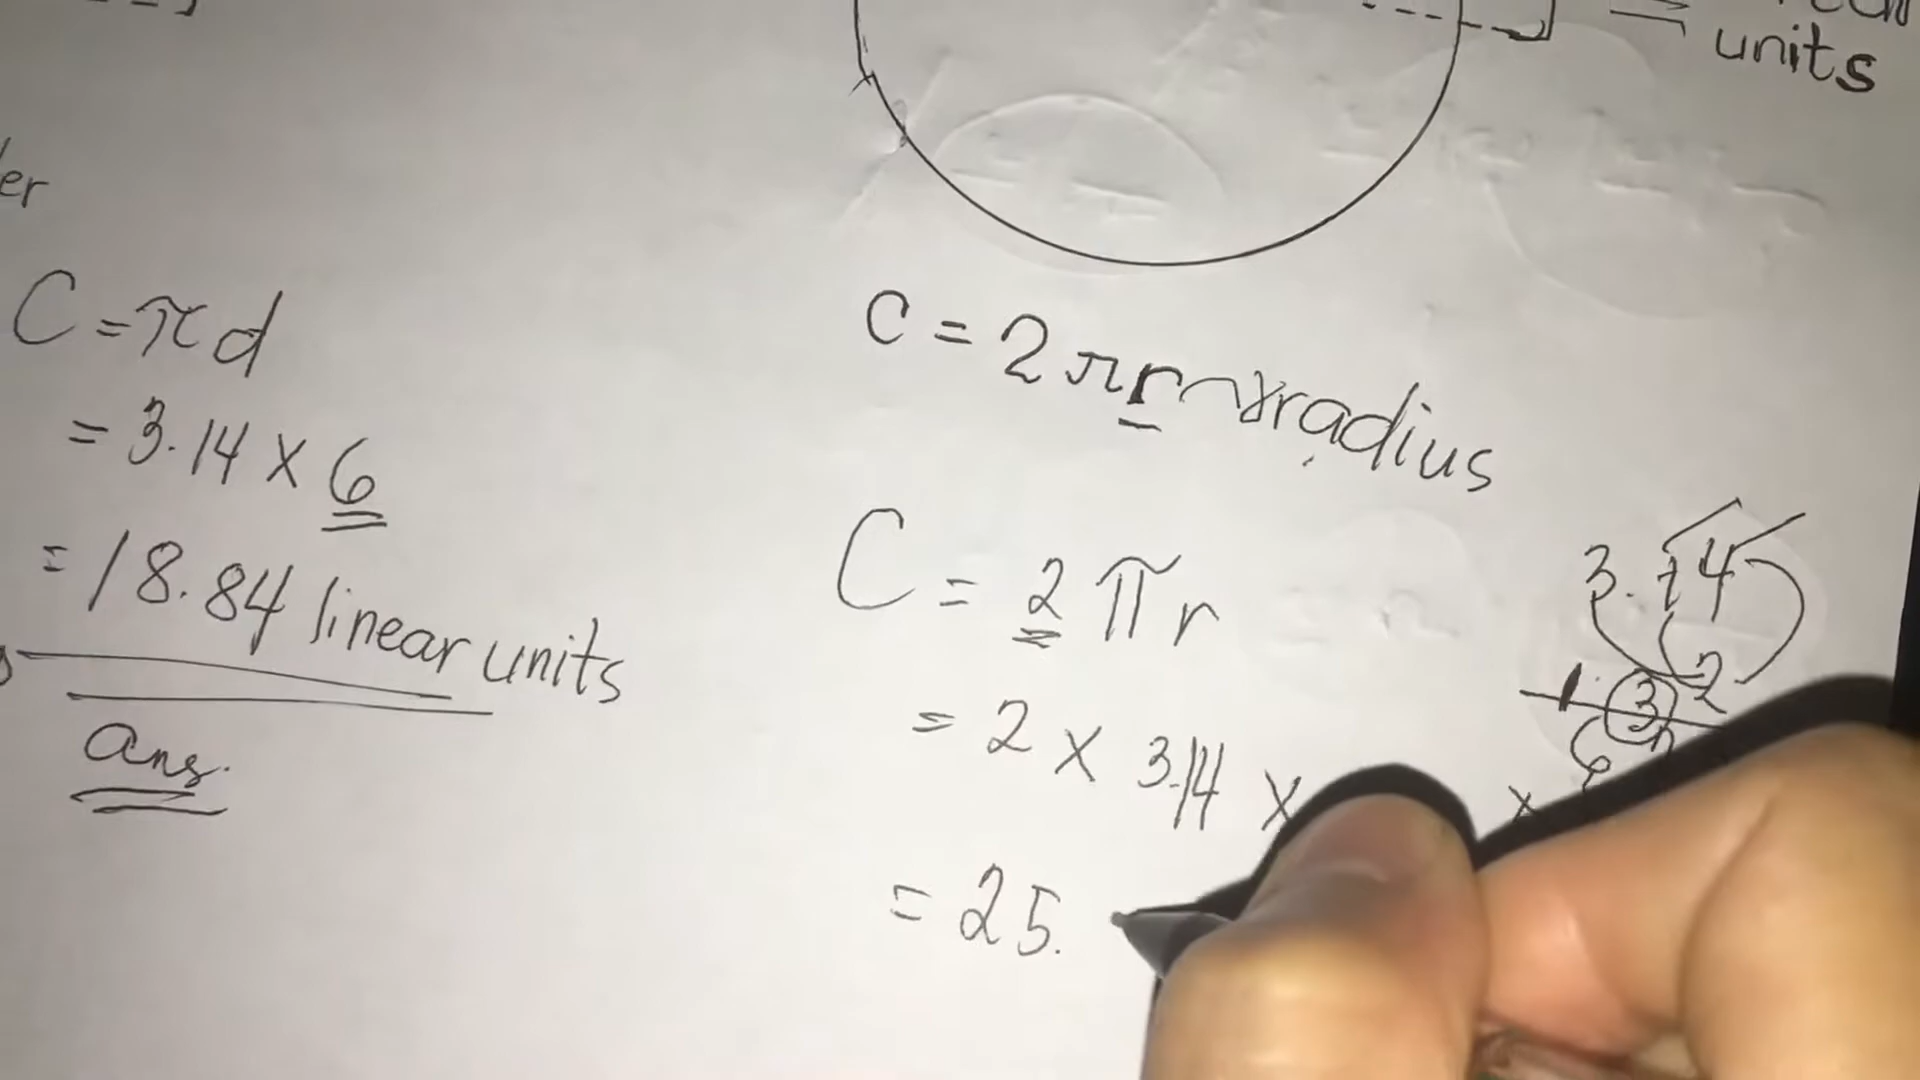 units
er
C = πd
= 3.14 × 6
= 18.84 linear units
ans.
C = 2πr radius
C = 2πr
= 2 × 3.14 ×
= 25.
3.14
2